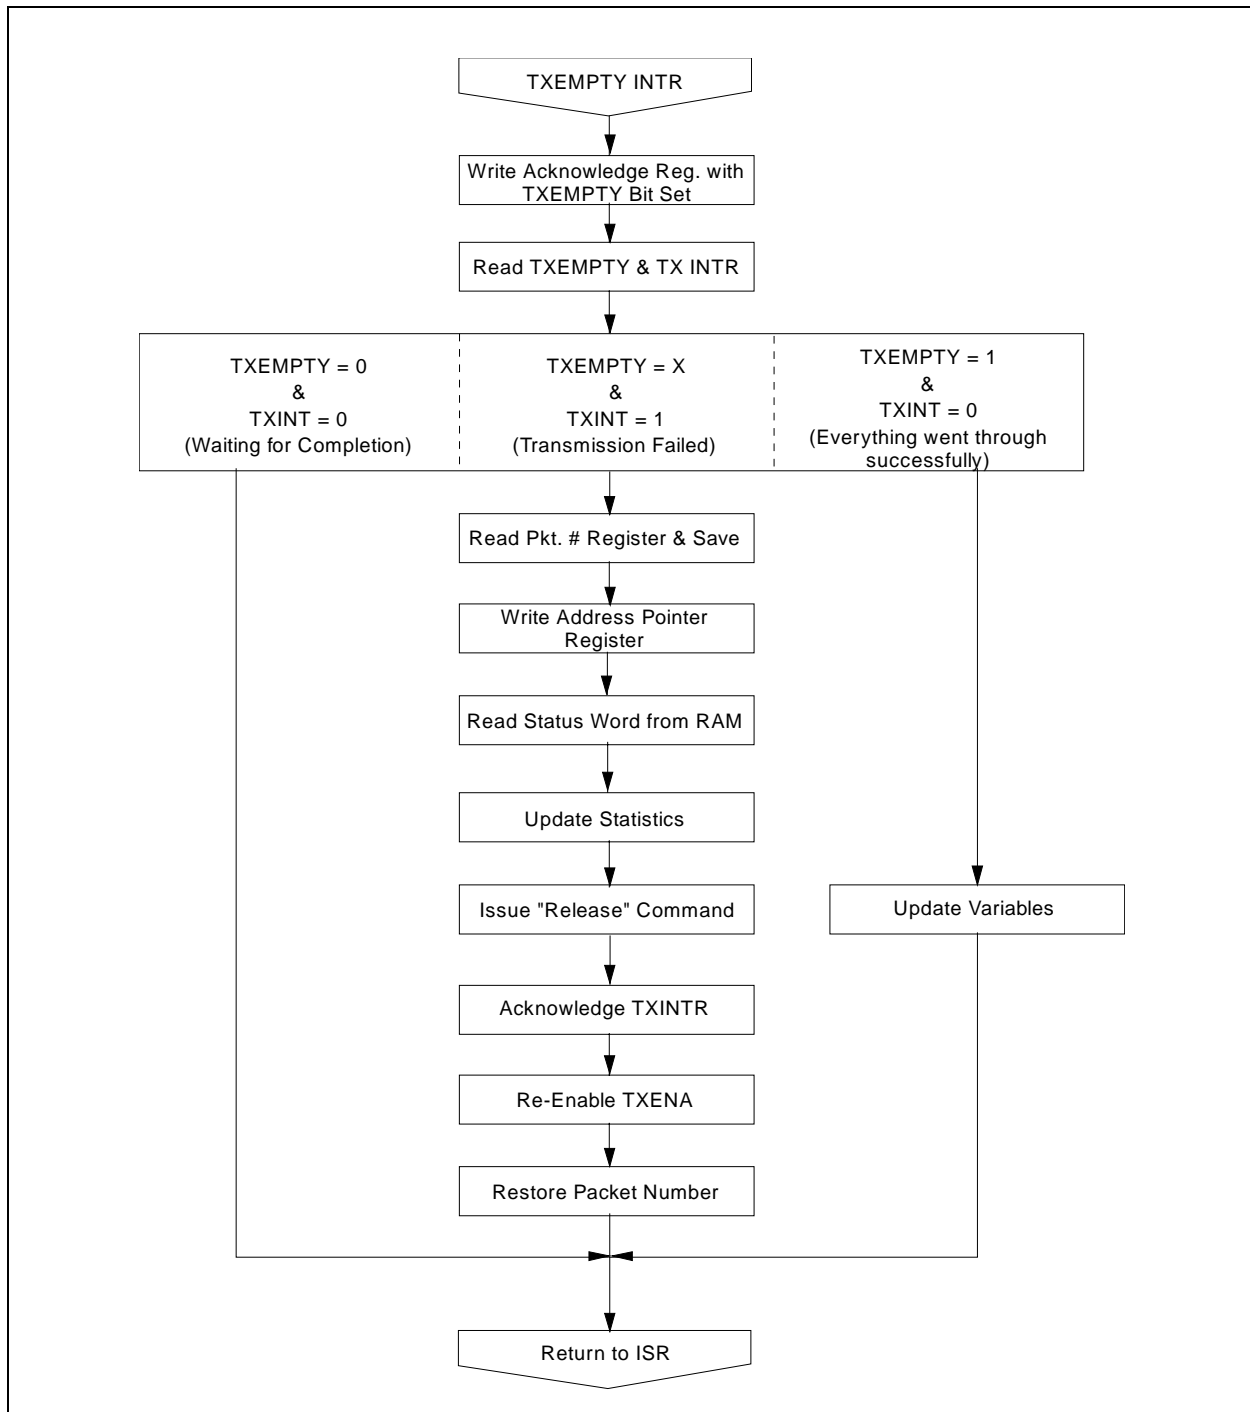 TXEMPTY INTR
Write Acknowledge Reg. with
TXEMPTY Bit Set
Read TXEMPTY & TX INTR
TXEMPTY = 0
&
TXINT = 0
(Waiting for Completion)
TXEMPTY = X
&
TXINT = 1
(Transmission Failed)
TXEMPTY = 1
&
TXINT = 0
(Everything went through
successfully)
Read Pkt. # Register & Save
Write Address Pointer
Register
Read Status Word from RAM
Update Statistics
Issue "Release" Command
Update Variables
Acknowledge TXINTR
Re-Enable TXENA
Restore Packet Number
Return to ISR